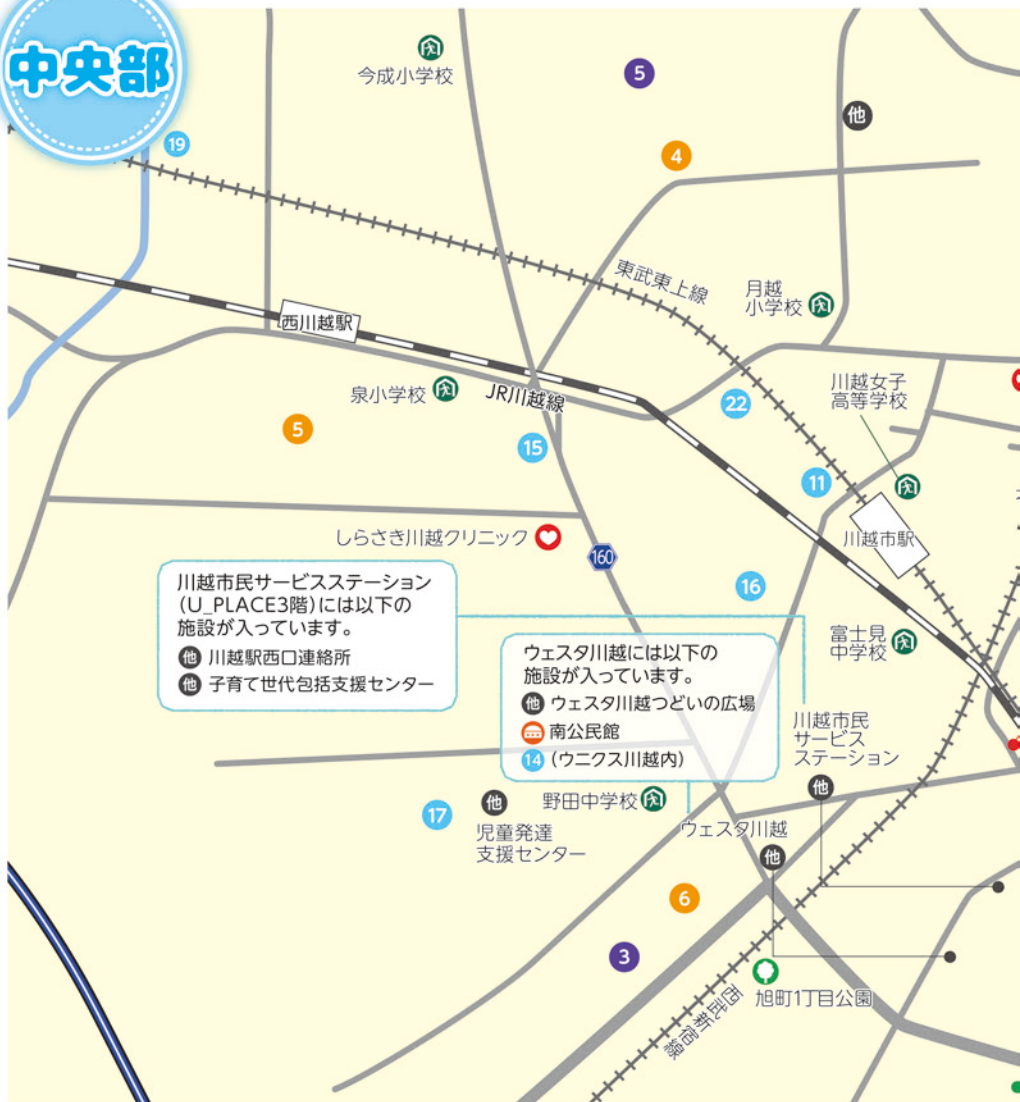 中央部
今成小学校
5
他
19
4
東武東上線
月越
小学校
西川越駅
泉小学校
JR川越線
川越女子
高等学校
22
5
15
11
しらさき川越クリニック
160
川越市駅
16
川越市民サービスステーション
(U_PLACE3階)には以下の
施設が入っています。
他 川越駅西口連絡所
他 子育て世代包括支援センター
ウェスタ川越には以下の
施設が入っています。
他 ウェスタ川越つどいの広場
南公民館
14 (ウニクス川越内)
富士見
中学校
川越市民
サービス
ステーション
他
17
他
児童発達
支援センター
野田中学校
ウェスタ川越
他
6
3
旭町1丁目公園
西武新宿線